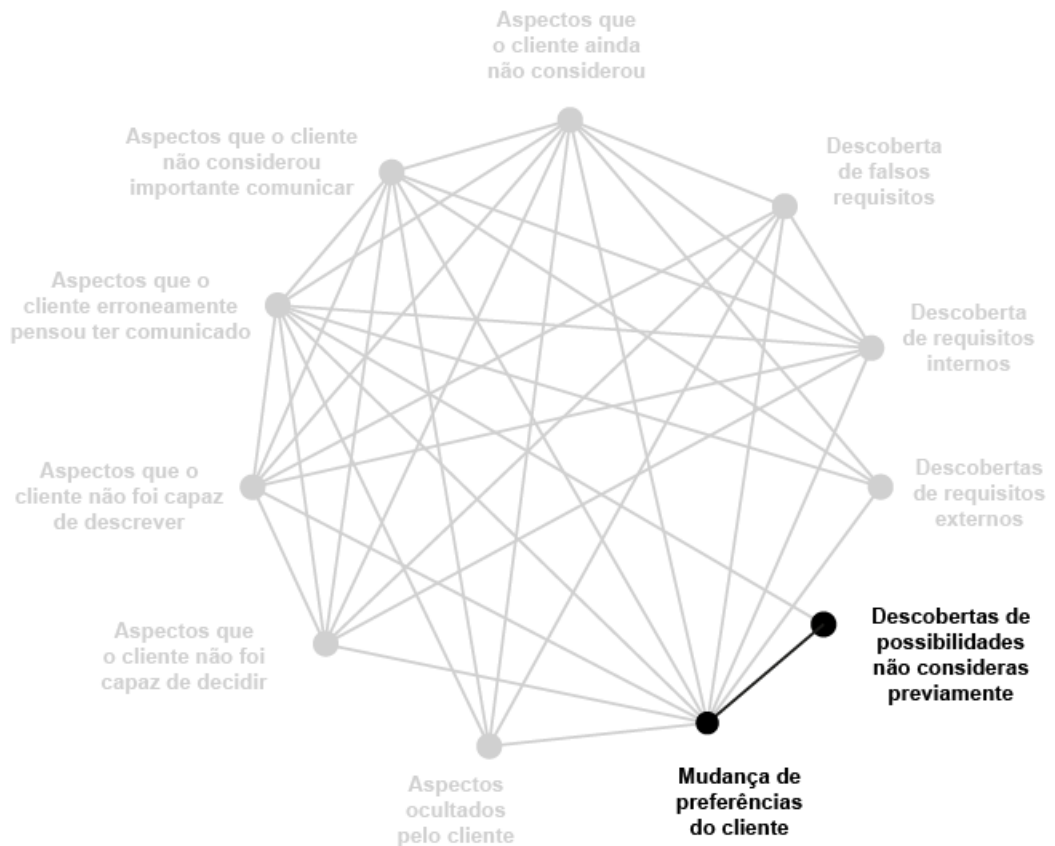 Aspectos que
o cliente ainda
não considerou
Aspectos que o cliente
não considerou
importante comunicar
Descoberta
de falsos
requisitos
Aspectos que o
cliente erroneamente
pensou ter comunicado
Descoberta
de requisitos
internos
Aspectos que o
cliente não foi capaz
de descrever
Descobertas
de requisitos
externos
Aspectos que
o cliente não foi
capaz de decidir
Descobertas de
possibilidades
não consideras
previamente
Aspectos
ocultados
pelo cliente
Mudança de
preferências
do cliente